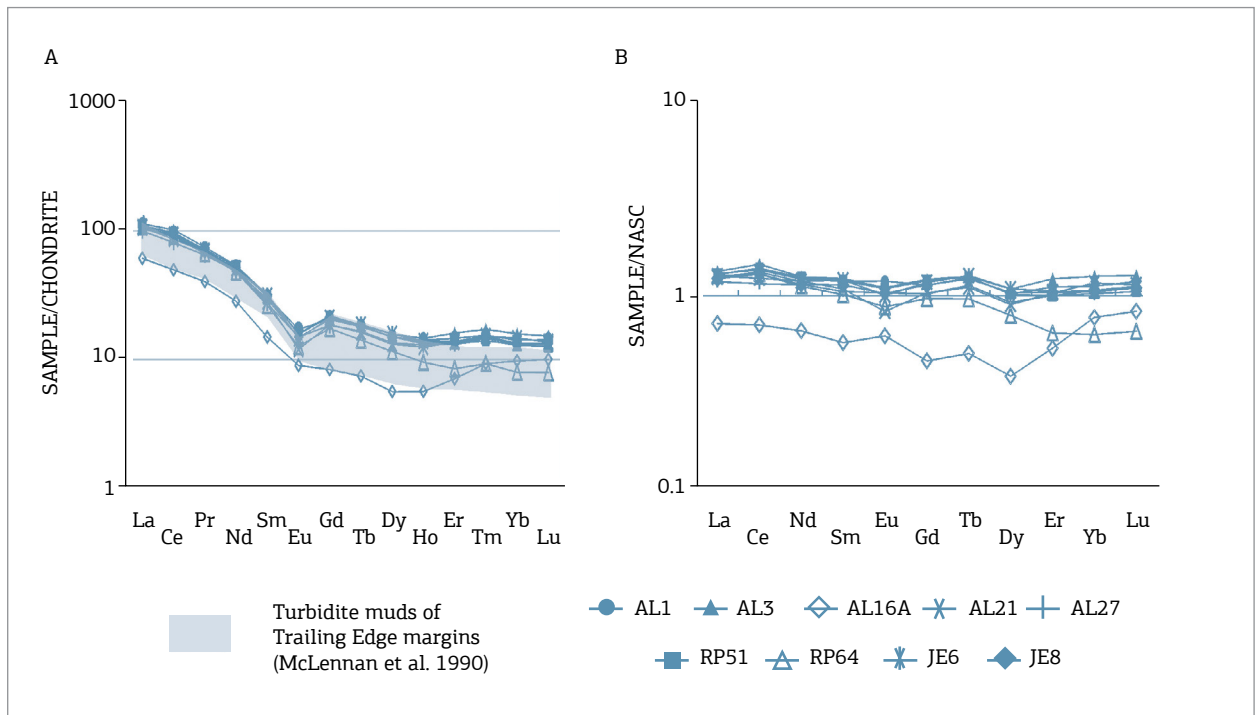 A
1000
100
10
1
SAMPLE/CHONDRITE
La Ce Pr Nd Sm Eu Gd Tb Dy Ho Er Tm Yb Lu
B
10
1
0.1
SAMPLE/NASC
La Ce Nd Sm Eu Gd Tb Dy Er Yb Lu
Turbidite muds of
Trailing Edge margins
(McLennan et al. 1990)
AL1 AL3 AL16A AL21 AL27
RP51 RP64 JE6 JE8